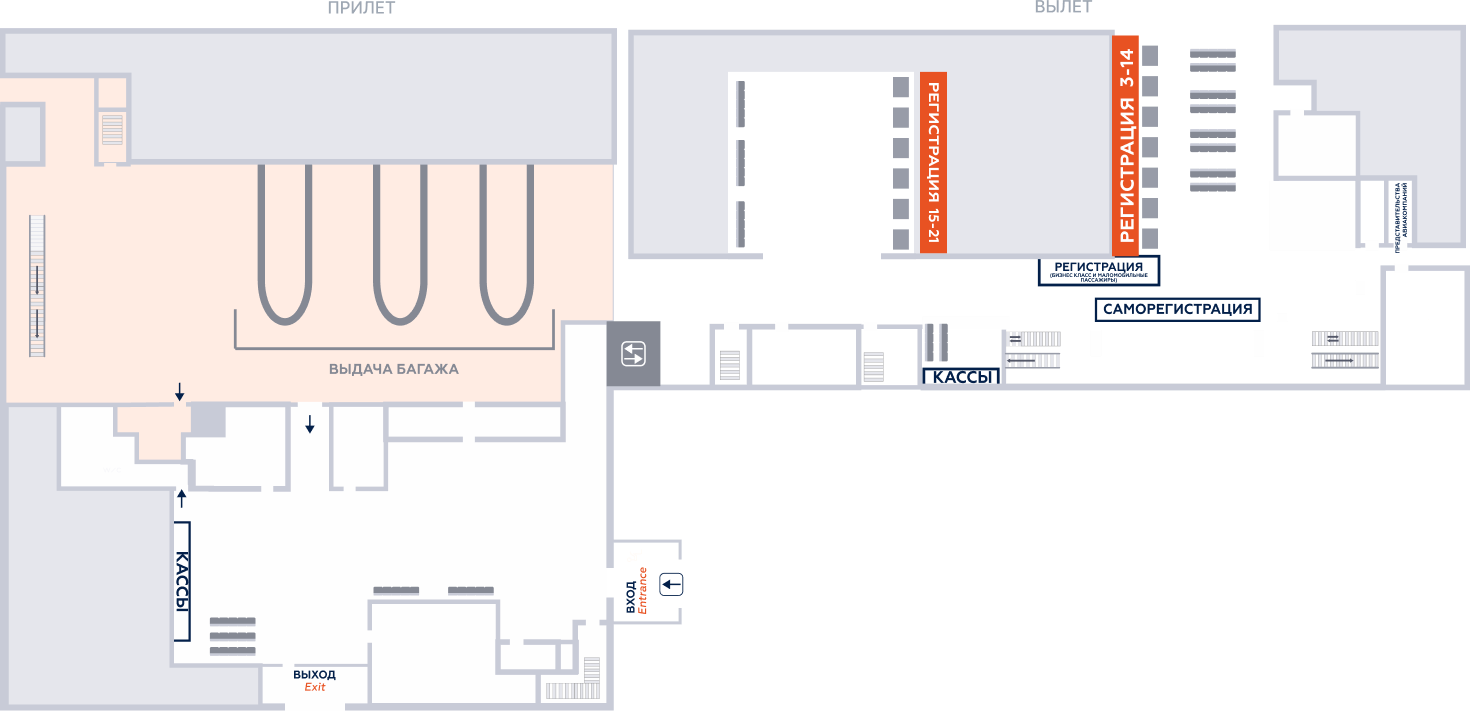 ПРИЛЕТ
ВЫЛЕТ
РЕГИСТРАЦИЯ 3-14
РЕГИСТРАЦИЯ 15-21
ПРЕДСТАВИТЕЛЬСТВА
АВИАКОМПАНИЙ
РЕГИСТРАЦИЯ
(БИЗНЕС КЛАСС И МАЛОМОБИЛЬНЫЕ
ПАССАЖИРЫ)
САМОРЕГИСТРАЦИЯ
ВЫДАЧА БАГАЖА
КАССЫ
КАССЫ
ВХОД
Entrance
ВЫХОД
Exit